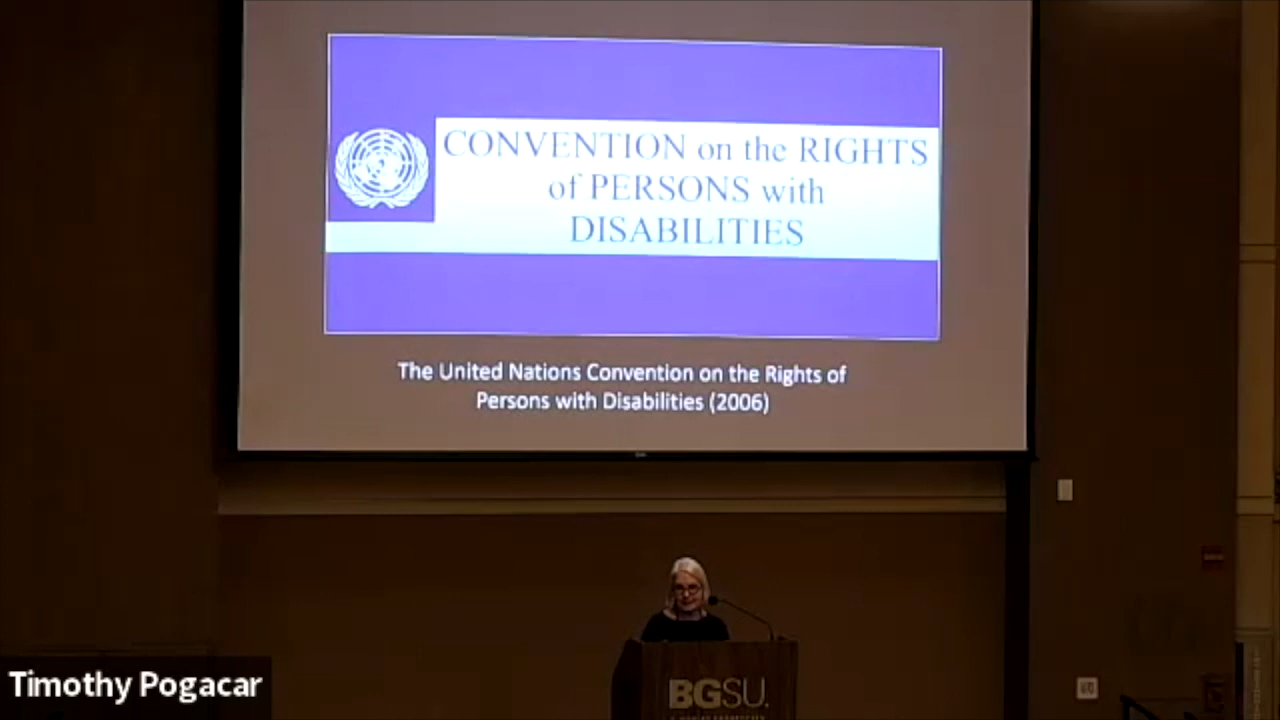 CONVENTION on the RIGHTS
of PERSONS with
DISABILITIES
The United Nations Convention on the Rights of
Persons with Disabilities (2006)
Timothy Pogacar
BGSU.